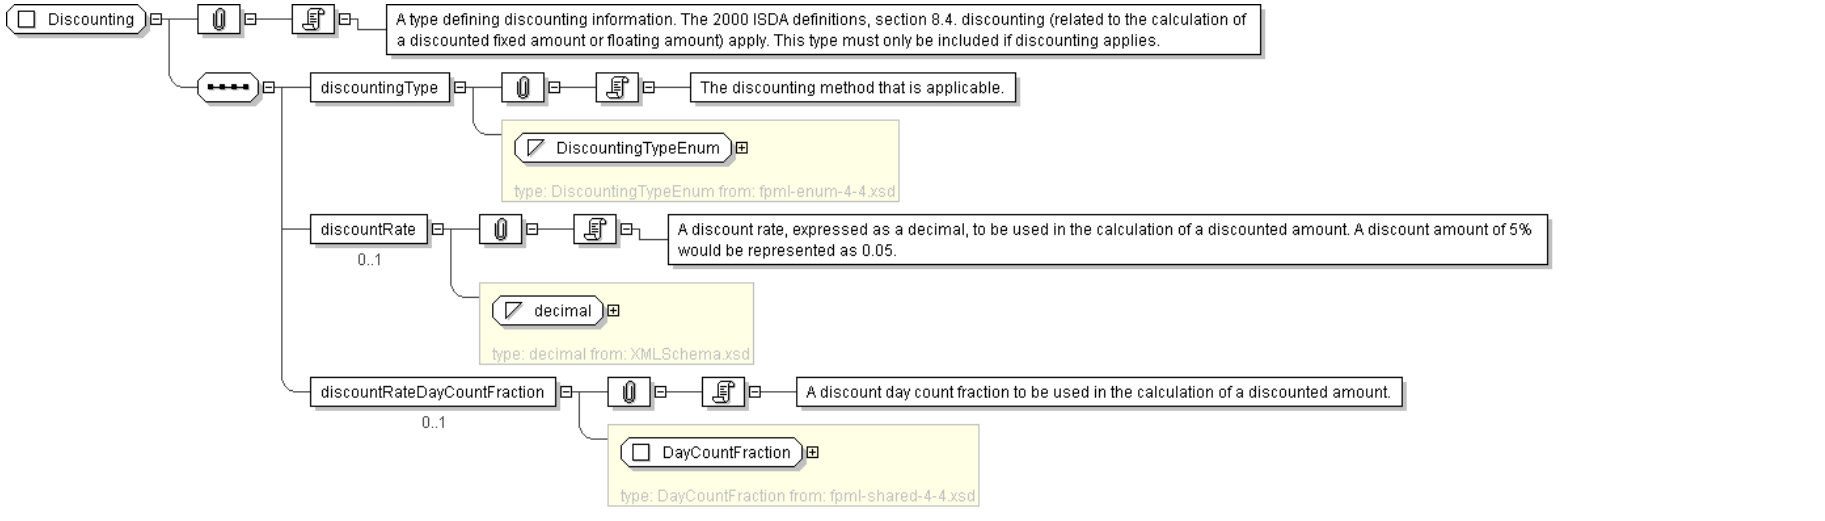 Discounting
A type defining discounting information. The 2000 ISDA definitions, section 8.4. discounting (related to the calculation of
a discounted fixed amount or floating amount) apply. This type must only be included if discounting applies.
discountingType
The discounting method that is applicable.
DiscountingTypeEnum
type: DiscountingTypeEnum from: fpml-enum-4-4.xsd
discountRate
0..1
A discount rate, expressed as a decimal, to be used in the calculation of a discounted amount. A discount amount of 5%
would be represented as 0.05.
decimal
type: decimal from: XMLSchema.xsd
discountRateDayCountFraction
0..1
A discount day count fraction to be used in the calculation of a discounted amount.
DayCountFraction
type: DayCountFraction from: fpml-shared-4-4.xsd